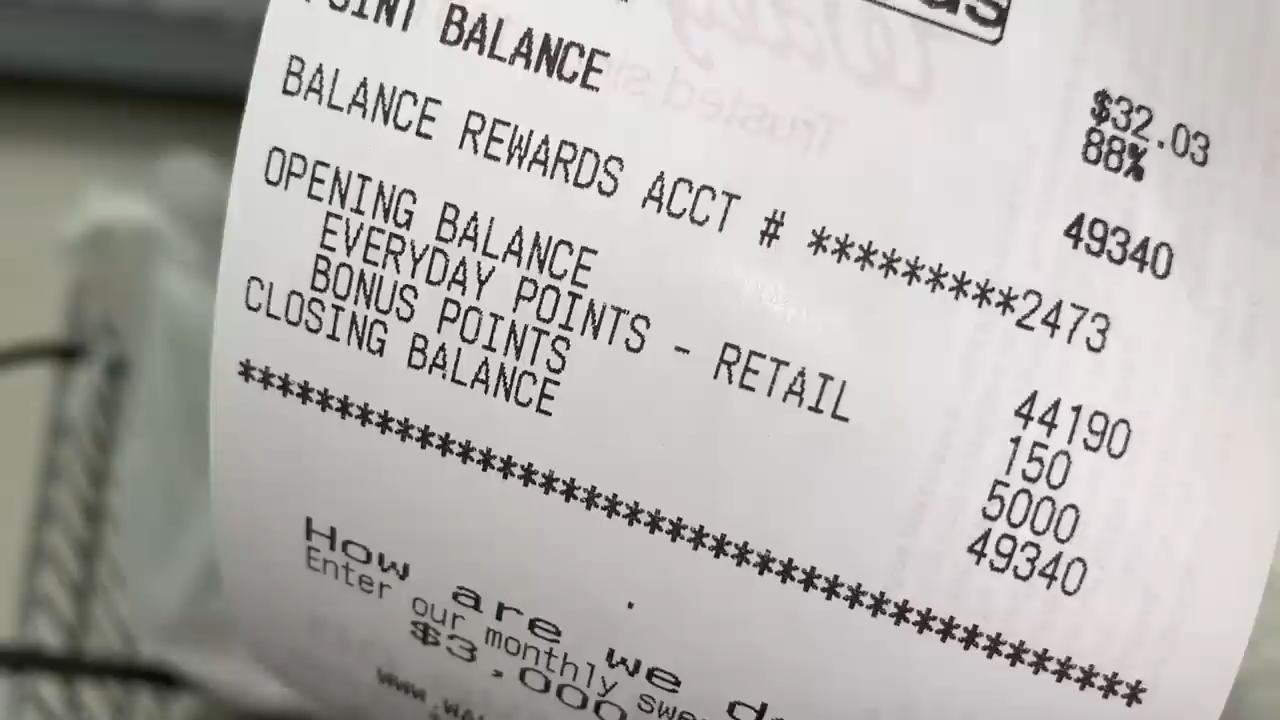 POINT BALANCE
$32.03
88%
49340
BALANCE REWARDS ACCT # *********2473
OPENING BALANCE 44190
EVERYDAY POINTS - RETAIL 150
BONUS POINTS 5000
CLOSING BALANCE 49340
******************************************
How are we
Enter our monthly
$3,000